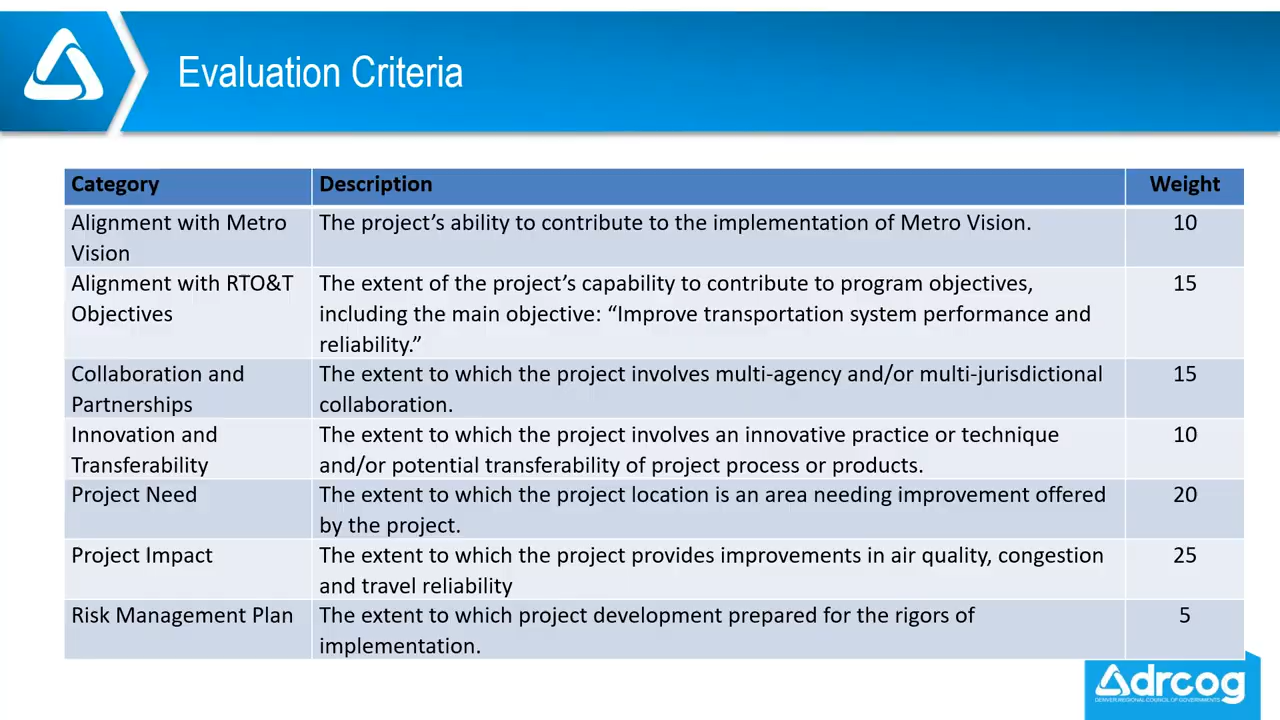 Evaluation Criteria
Category Description Weight
Alignment with Metro Vision The project’s ability to contribute to the implementation of Metro Vision. 10
Alignment with RTO&T Objectives The extent of the project’s capability to contribute to program objectives, including the main objective: “Improve transportation system performance and reliability.” 15
Collaboration and Partnerships The extent to which the project involves multi-agency and/or multi-jurisdictional collaboration. 15
Innovation and Transferability The extent to which the project involves an innovative practice or technique and/or potential transferability of project process or products. 10
Project Need The extent to which the project location is an area needing improvement offered by the project. 20
Project Impact The extent to which the project provides improvements in air quality, congestion and travel reliability 25
Risk Management Plan The extent to which project development prepared for the rigors of implementation. 5
drcog
DENVER REGIONAL COUNCIL OF GOVERNMENTS